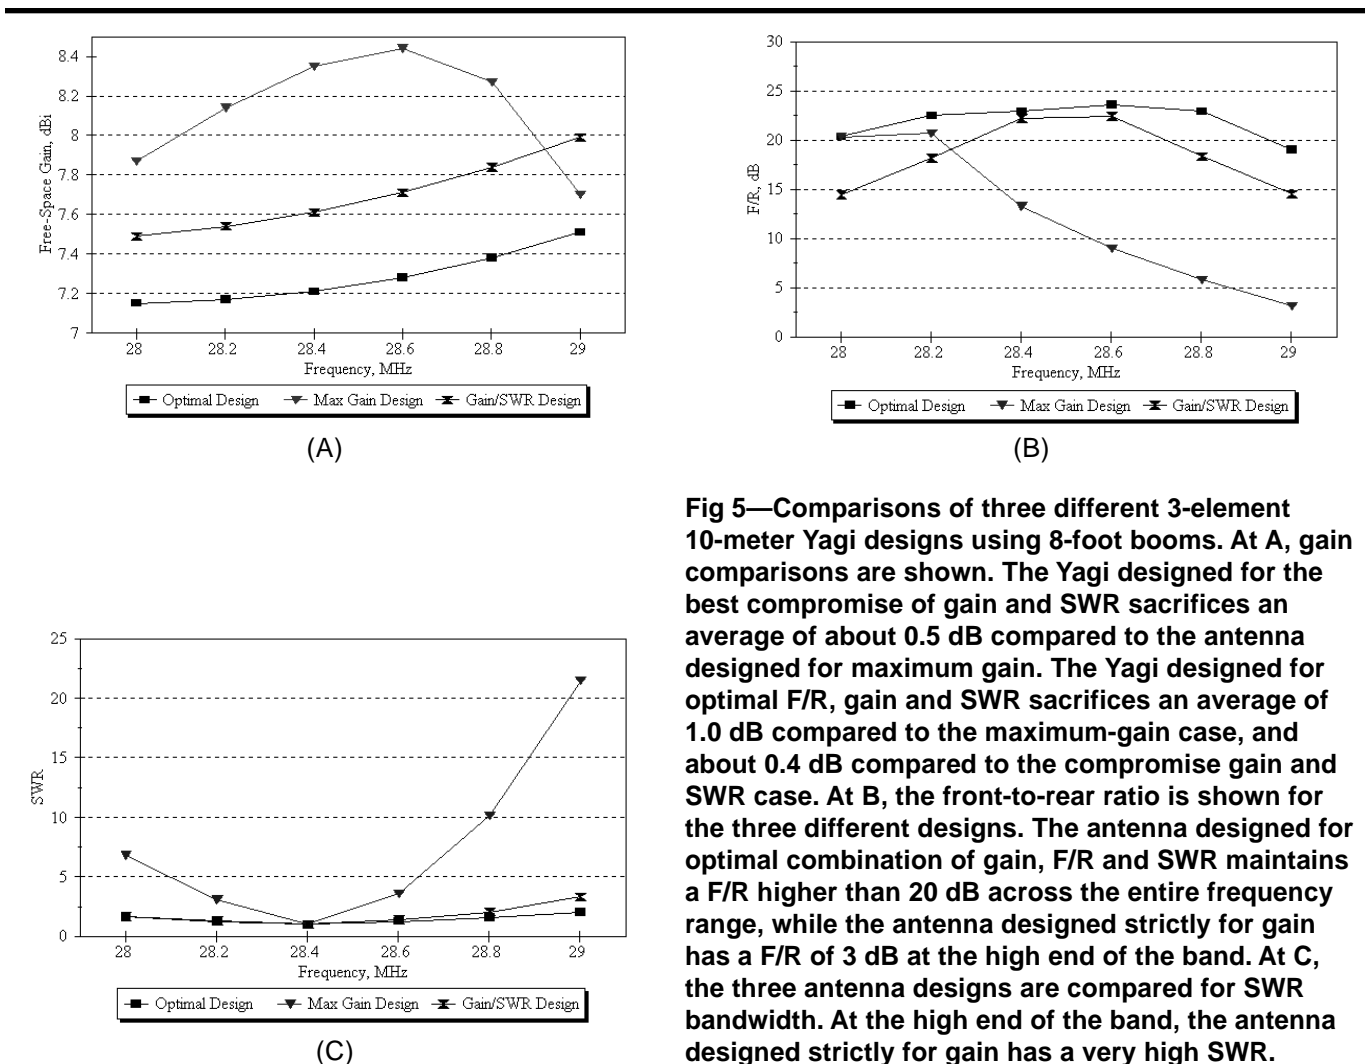 8.4
8.2
8
7.8
7.6
7.4
7.2
7
Free-Space Gain, dBi
28 28.2 28.4 28.6 28.8 29
Frequency, MHz
Optimal Design Max Gain Design Gain/SWR Design
(A)
30
25
20
15
10
5
0
F/R, dB
28 28.2 28.4 28.6 28.8 29
Frequency, MHz
Optimal Design Max Gain Design Gain/SWR Design
(B)
25
20
15
10
5
0
SWR
28 28.2 28.4 28.6 28.8 29
Frequency, MHz
Optimal Design Max Gain Design Gain/SWR Design
(C)
Fig 5—Comparisons of three different 3-element
10-meter Yagi designs using 8-foot booms. At A, gain
comparisons are shown. The Yagi designed for the
best compromise of gain and SWR sacrifices an
average of about 0.5 dB compared to the antenna
designed for maximum gain. The Yagi designed for
optimal F/R, gain and SWR sacrifices an average of
1.0 dB compared to the maximum-gain case, and
about 0.4 dB compared to the compromise gain and
SWR case. At B, the front-to-rear ratio is shown for
the three different designs. The antenna designed for
optimal combination of gain, F/R and SWR maintains
a F/R higher than 20 dB across the entire frequency
range, while the antenna designed strictly for gain
has a F/R of 3 dB at the high end of the band. At C,
the three antenna designs are compared for SWR
bandwidth. At the high end of the band, the antenna
designed strictly for gain has a very high SWR.